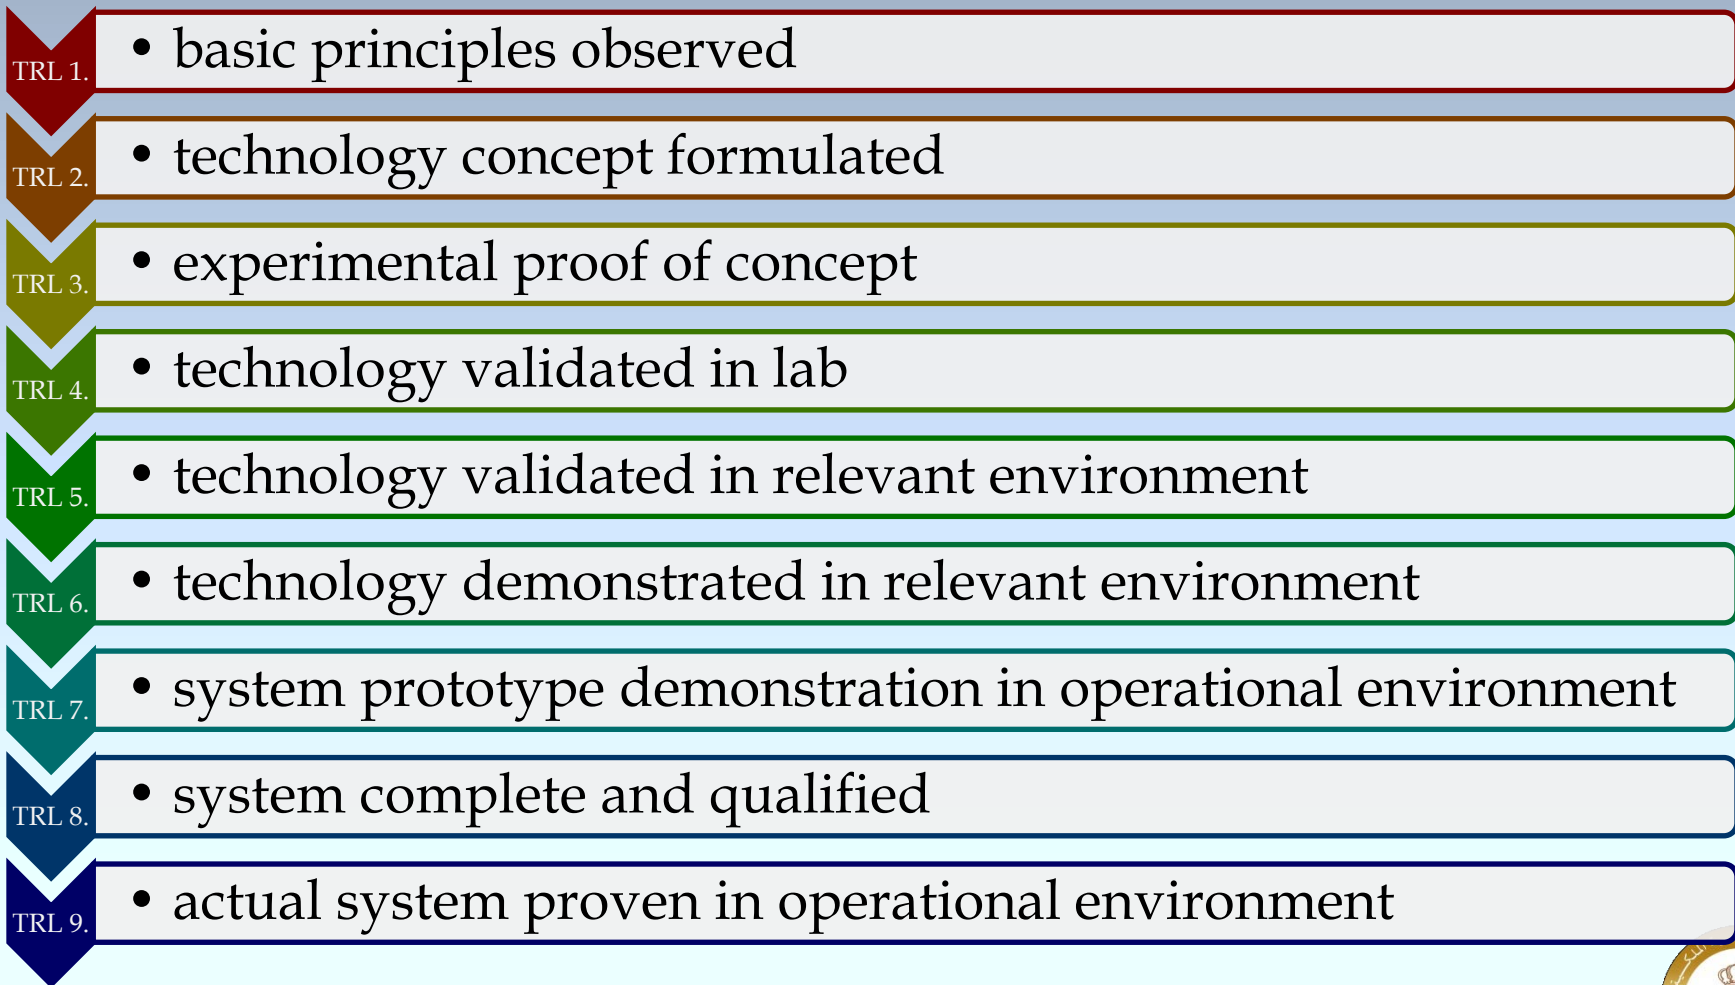 TRL 1. • basic principles observed
TRL 2. • technology concept formulated
TRL 3. • experimental proof of concept
TRL 4. • technology validated in lab
TRL 5. • technology validated in relevant environment
TRL 6. • technology demonstrated in relevant environment
TRL 7. • system prototype demonstration in operational environment
TRL 8. • system complete and qualified
TRL 9. • actual system proven in operational environment